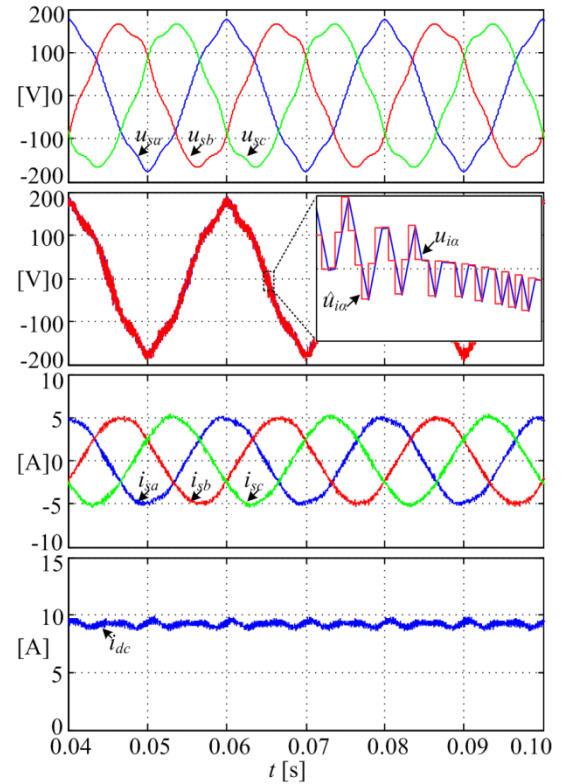 200
100
[V]0
-100
-200
u_sa u_sb u_sc
200
100
[V]0
-100
-200
u_iα
û_iα
10
5
[A]0
-5
-10
i_sa i_sb i_sc
15
10
[A]
5
0
i_dc
0.04 0.05 0.06 0.07 0.08 0.09 0.10
t [s]